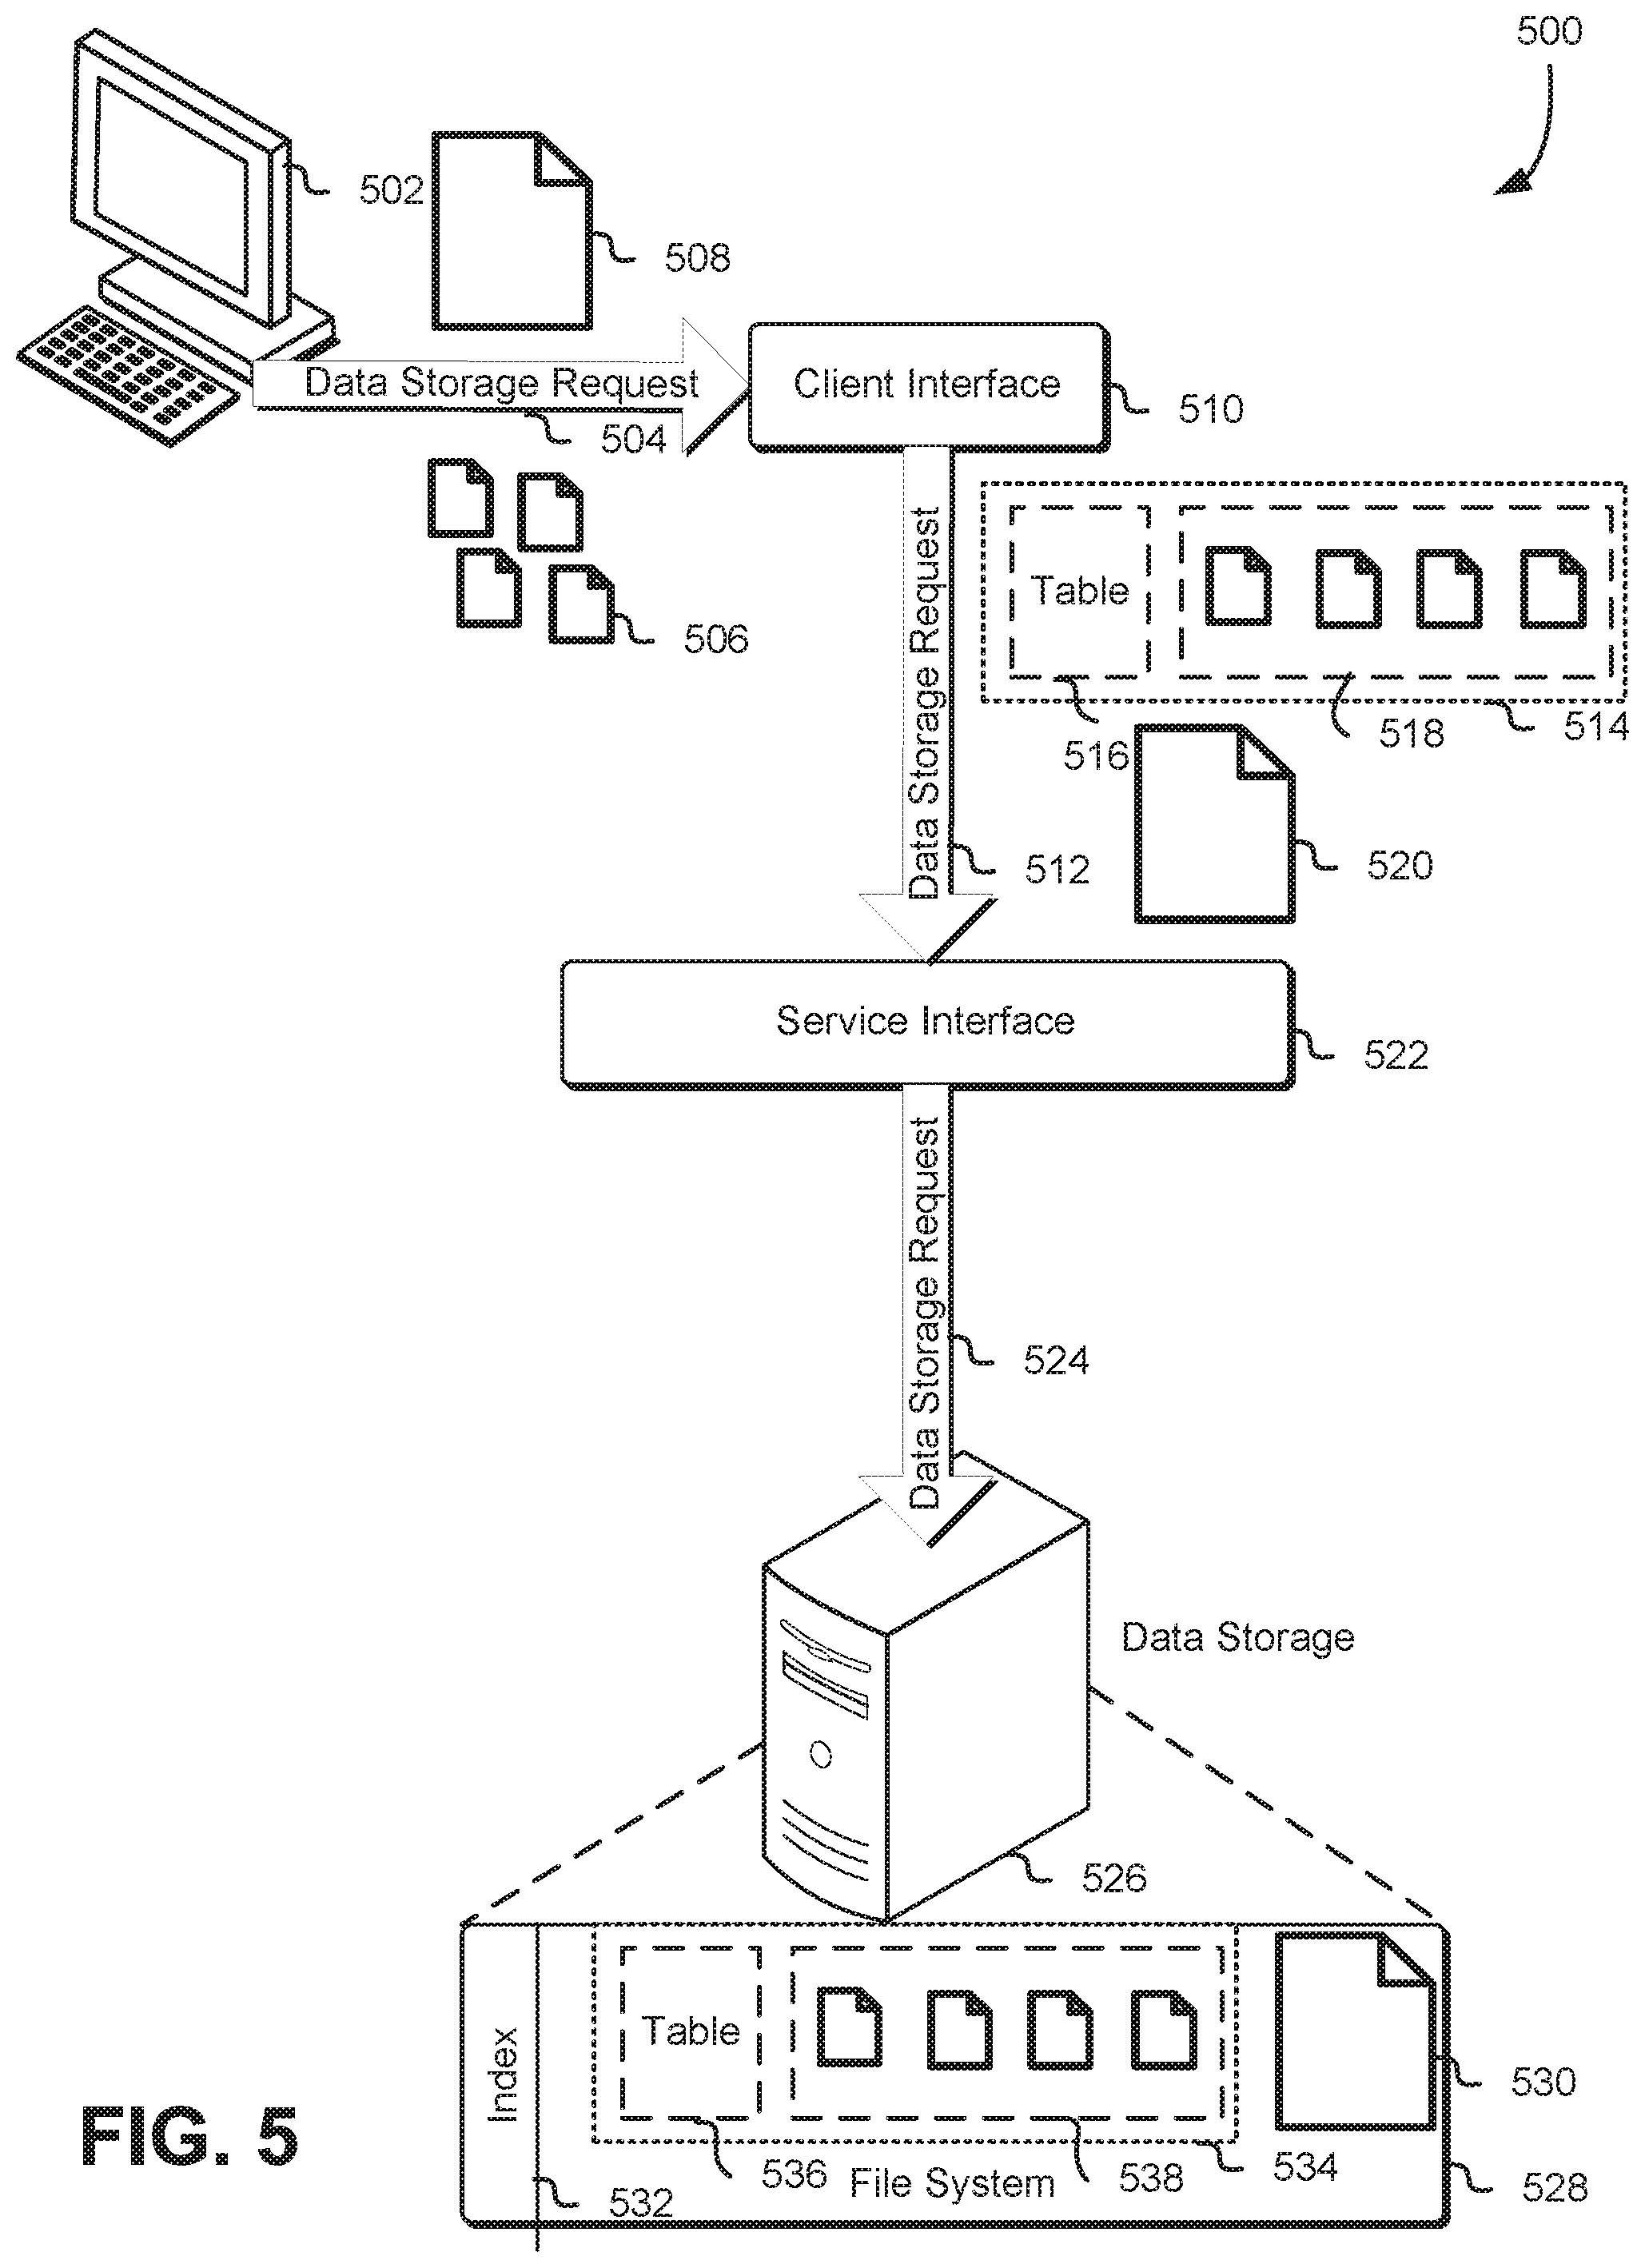 500
502
508
Data Storage Request
Client Interface
510
504
506
Data Storage Request
Table
516
518
514
512
520
Service Interface
522
Data Storage Request
524
Data Storage
526
Index
Table
530
536
File System
538
534
528
532
FIG. 5